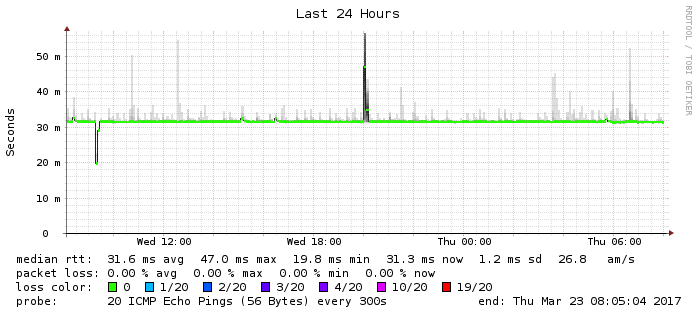 Last 24 Hours
RRDTOOL / TOBI OETIKER
Seconds
50 m
40 m
30 m
20 m
10 m
0
Wed 12:00 Wed 18:00 Thu 00:00 Thu 06:00
median rtt: 31.6 ms avg 47.0 ms max 19.8 ms min 31.3 ms now 1.2 ms sd 26.8 am/s
packet loss: 0.00 % avg 0.00 % max 0.00 % min 0.00 % now
loss color: 0 1/20 2/20 3/20 4/20 10/20 19/20
probe: 20 ICMP Echo Pings (56 Bytes) every 300s end: Thu Mar 23 08:05:04 2017